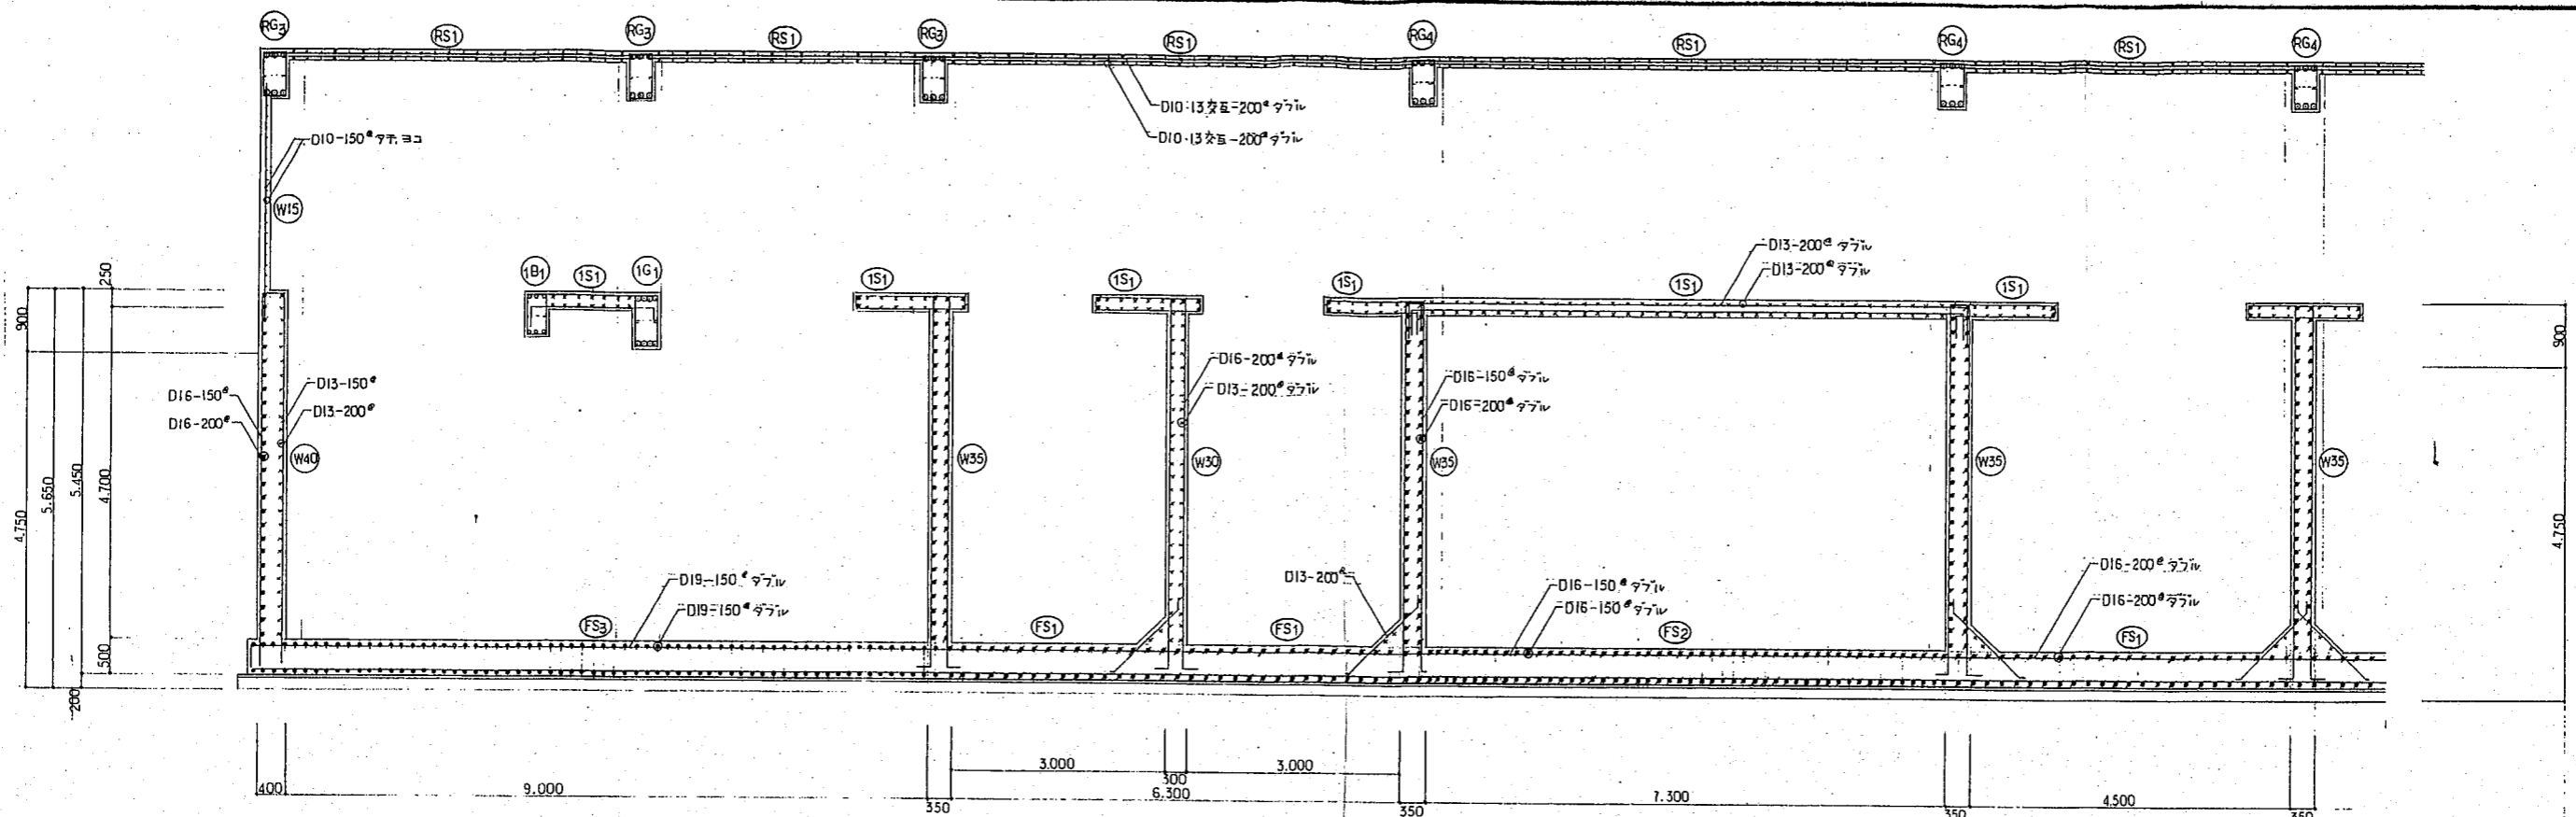 RG3
RS1
RG3
RS1
RG3
RS1
RG4
RS1
RG4
RS1
RG4
D10·13交互-200@ダブル
D10·13交互-200@ダブル
D10-150@タテ,ヨコ
W15
1B1
1S1
1G1
1S1
1S1
1S1
1S1
1S1
D13-200@ダブル
D13-200@ダブル
250
900
900
D16-150@
D16-200@
D13-150@
D13-200@
W40
W35
D16-200@ダブル
D13-200@ダブル
W30
D16-150@ダブル
D16-200@ダブル
W35
W35
W35
4.750
5.650
5.450
4.700
4.750
D19-150@ダブル
D19-150@ダブル
FS3
FS1
FS1
D13-200@
D16-150@ダブル
D16-150@ダブル
FS2
D16-200@ダブル
D16-200@ダブル
FS1
500
200
400
9.000
350
3.000
300
3.000
6.300
350
7.300
350
4.500
350